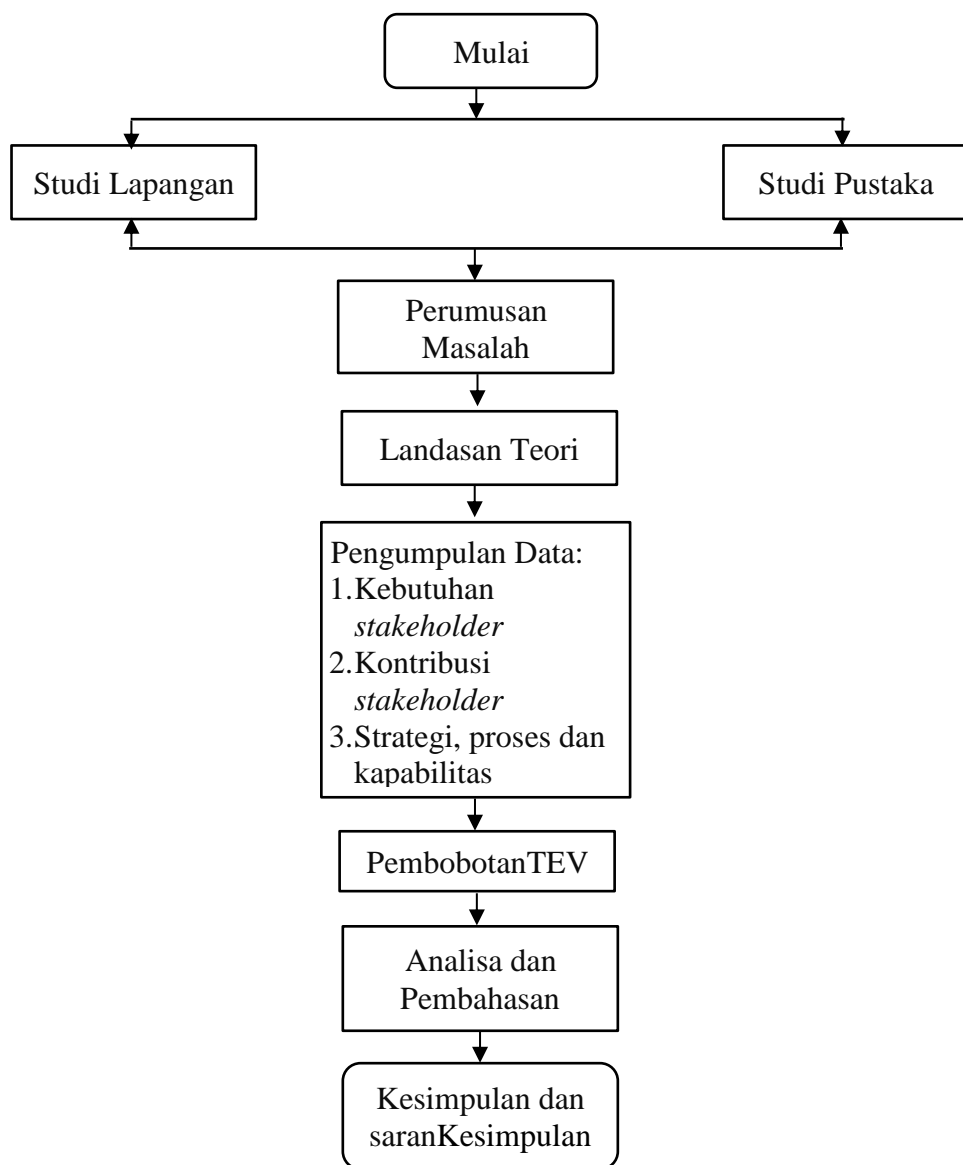 Mulai
Studi Lapangan
Studi Pustaka
Perumusan
Masalah
Landasan Teori
Pengumpulan Data:
1.Kebutuhan
stakeholder
2.Kontribusi
stakeholder
3.Strategi, proses dan
kapabilitas
PembobotanTEV
Analisa dan
Pembahasan
Kesimpulan dan
saranKesimpulan